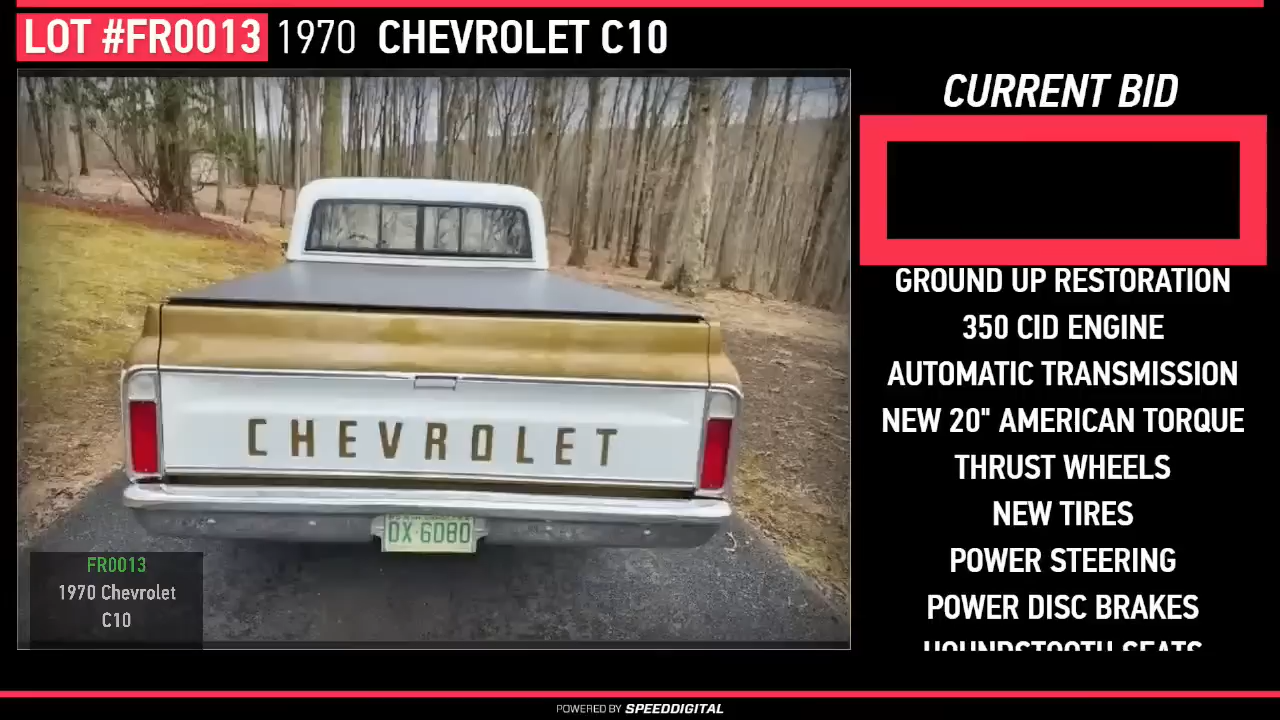 LOT #FR0013 1970 CHEVROLET C10
CURRENT BID
GROUND UP RESTORATION
350 CID ENGINE
AUTOMATIC TRANSMISSION
NEW 20" AMERICAN TORQUE
THRUST WHEELS
NEW TIRES
POWER STEERING
POWER DISC BRAKES
HOUNDSTOOTH SEATS
CHEVROLET
DX-6080
FR0013
1970 Chevrolet
C10
POWERED BY SPEEDDIGITAL